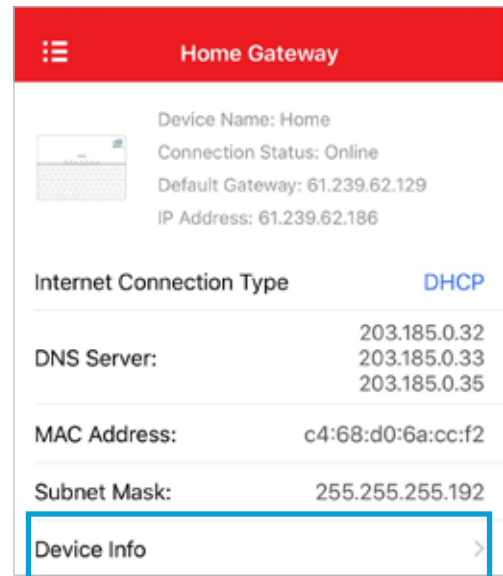 Home Gateway
Device Name: Home
Connection Status: Online
Default Gateway: 61.239.62.129
IP Address: 61.239.62.186
Internet Connection Type DHCP
DNS Server: 203.185.0.32
203.185.0.33
203.185.0.35
MAC Address: c4:68:d0:6a:cc:f2
Subnet Mask: 255.255.255.192
Device Info